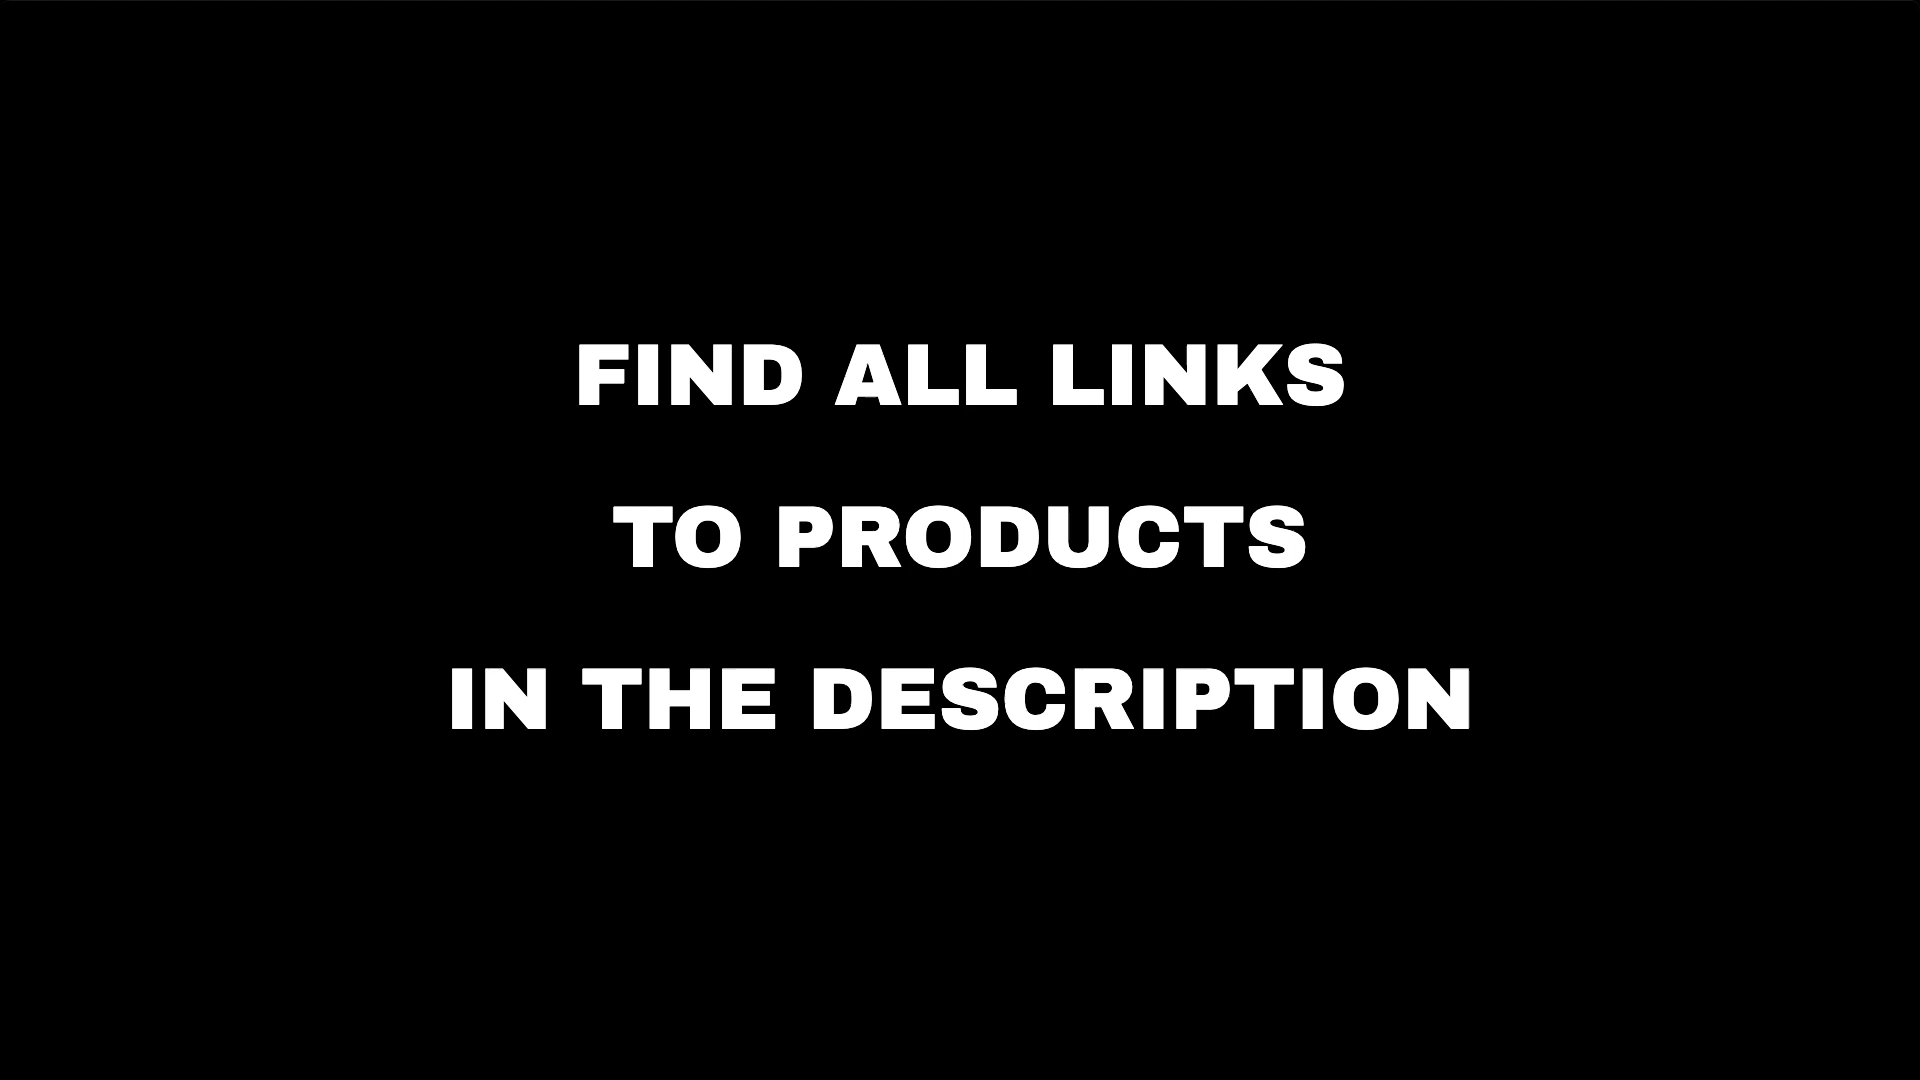 FIND ALL LINKS
TO PRODUCTS
IN THE DESCRIPTION